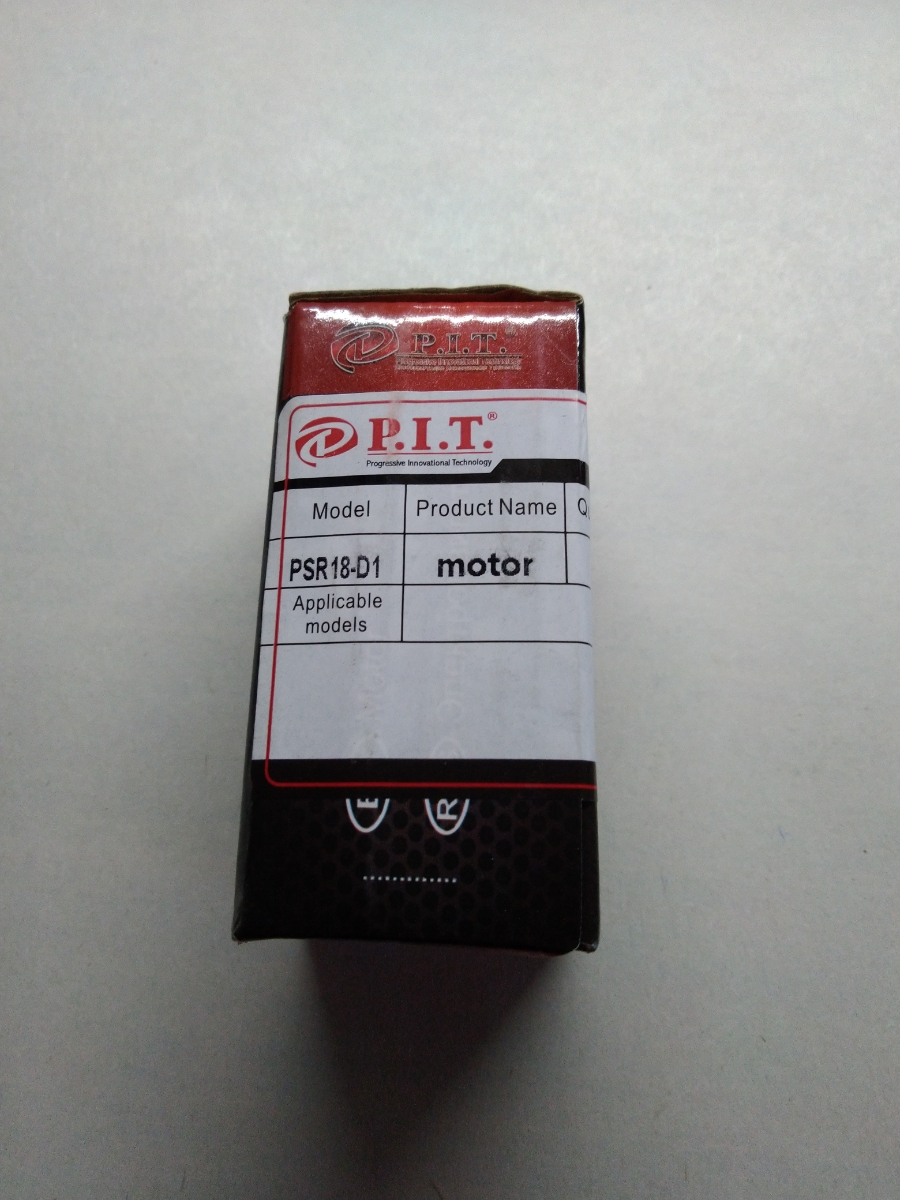 P.I.T.
P.I.T.®
Progressive Innovational Technology
Model Product Name Q
PSR18-D1 motor
Applicable
models
E R